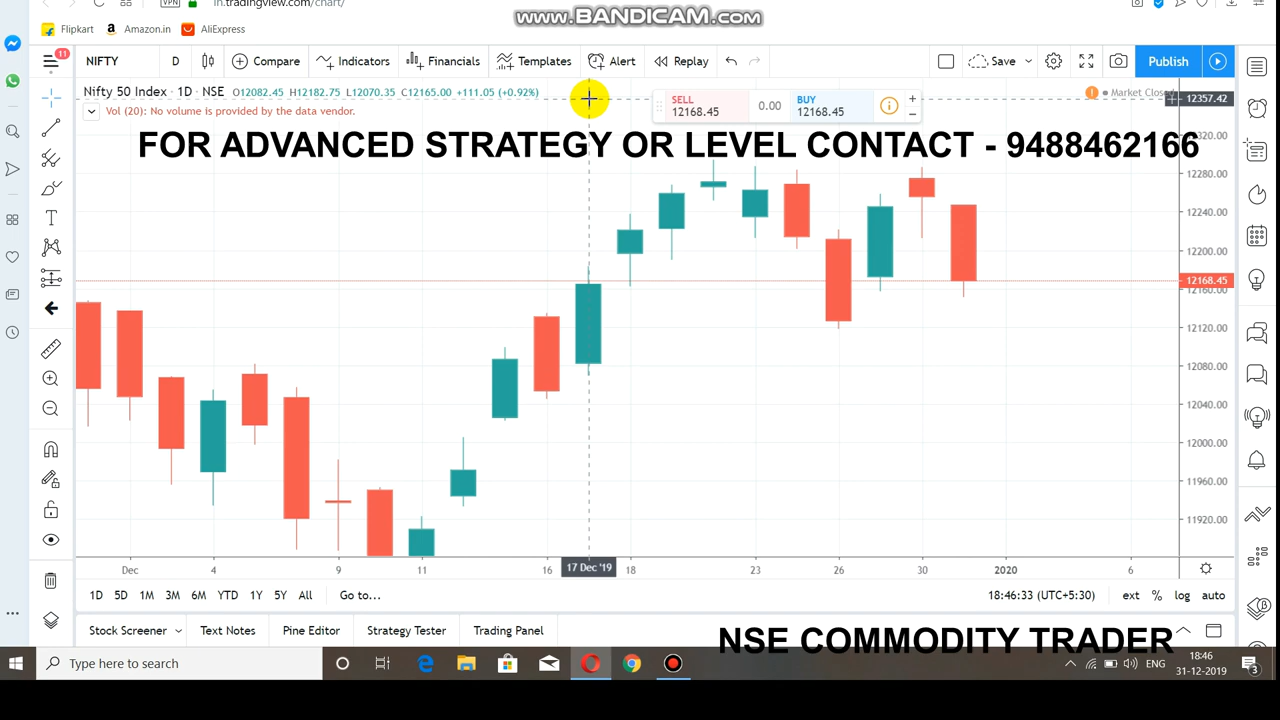 in.tradingview.com/chart/
VPN
www.BANDICAM.com
Flipkart
Amazon.in
AliExpress
11
NIFTY
D
Compare
Indicators
Financials
Templates
Alert
Replay
Save
Publish
Nifty 50 Index · 1D · NSE O12082.45 H12182.75 L12070.35 C12165.00 +111.05 (+0.92%)
SELL
12168.45
0.00
BUY
12168.45
Market Closed
12357.42
Vol (20): No volume is provided by the data vendor.
FOR ADVANCED STRATEGY OR LEVEL CONTACT - 9488462166
12280.00
12240.00
12200.00
12168.45
12160.00
12120.00
12080.00
12040.00
12000.00
11960.00
11920.00
Dec
4
9
11
16
17 Dec '19
18
23
26
30
2020
6
1D 5D 1M 3M 6M YTD 1Y 5Y All Go to...
18:46:33 (UTC+5:30)
ext % log auto
Stock Screener
Text Notes
Pine Editor
Strategy Tester
Trading Panel
NSE COMMODITY TRADER
Type here to search
ENG
18:46
31-12-2019
3